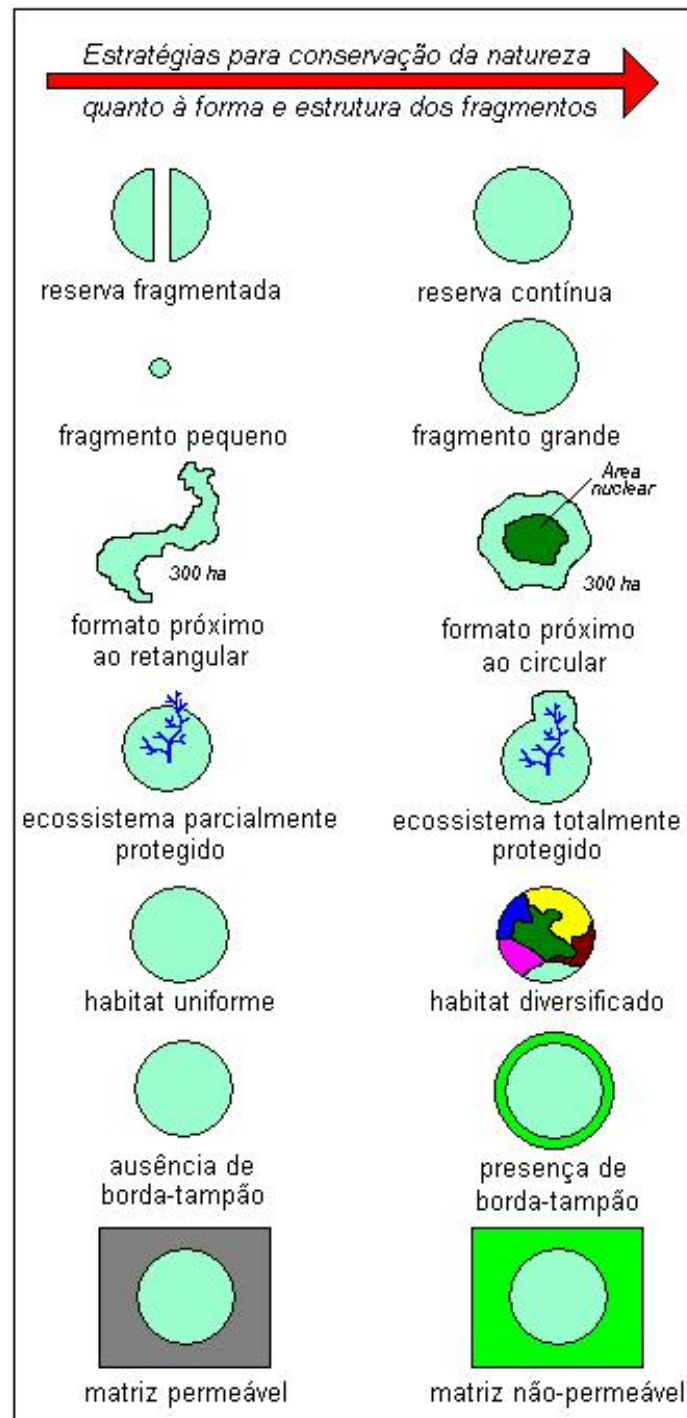 Estratégias para conservação da natureza
quanto à forma e estrutura dos fragmentos
reserva fragmentada
reserva contínua
fragmento pequeno
fragmento grande
Área
nuclear
300 ha
300 ha
formato próximo
ao retangular
formato próximo
ao circular
ecossistema parcialmente
protegido
ecossistema totalmente
protegido
habitat uniforme
habitat diversificado
ausência de
borda-tampão
presença de
borda-tampão
matriz permeável
matriz não-permeável